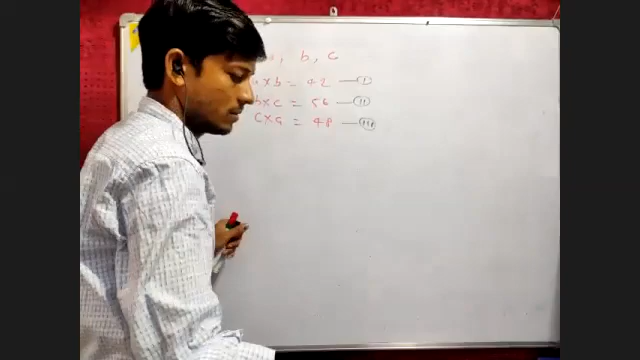 a, b, c
a×b = 42 — (I)
b×c = 56 — (II)
c×a = 48 — (III)